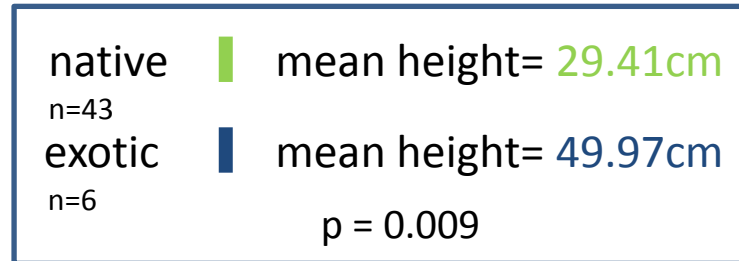 native mean height= 29.41cm
n=43
exotic mean height= 49.97cm
n=6
p = 0.009